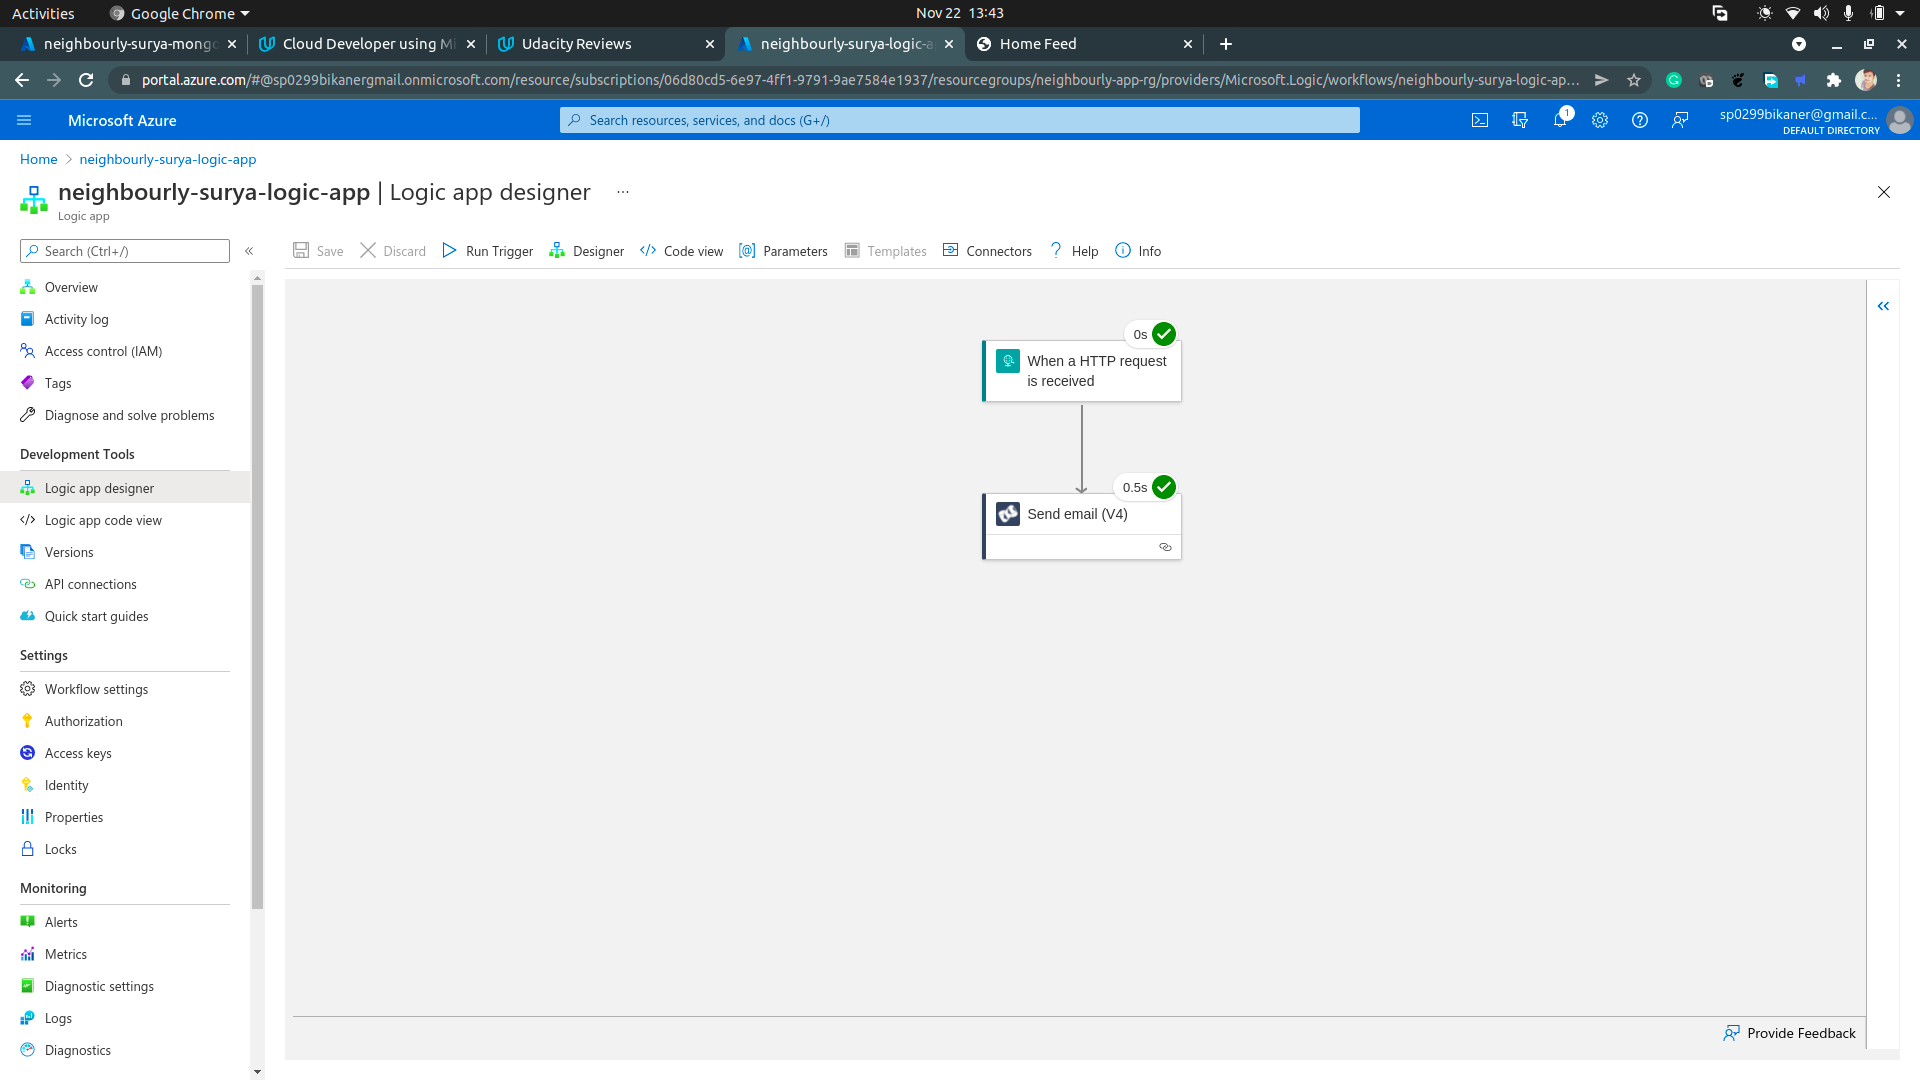 Activities
Google Chrome
Nov 22 13:43
neighbourly-surya-mongo
Cloud Developer using Mi
Udacity Reviews
neighbourly-surya-logic-a
Home Feed
portal.azure.com/#@sp0299bikanergmail.onmicrosoft.com/resource/subscriptions/06d80cd5-6e97-4ff1-9791-9ae7584e1937/resourcegroups/neighbourly-app-rg/providers/Microsoft.Logic/workflows/neighbourly-surya-logic-ap...
Microsoft Azure
Search resources, services, and docs (G+/)
1
sp0299bikaner@gmail.c...
DEFAULT DIRECTORY
Home
neighbourly-surya-logic-app
neighbourly-surya-logic-app | Logic app designer ...
Logic app
Search (Ctrl+/)
«
Save
Discard
Run Trigger
Designer
Code view
Parameters
Templates
Connectors
Help
Info
Overview
Activity log
Access control (IAM)
Tags
Diagnose and solve problems
Development Tools
Logic app designer
Logic app code view
Versions
API connections
Quick start guides
Settings
Workflow settings
Authorization
Access keys
Identity
Properties
Locks
Monitoring
Alerts
Metrics
Diagnostic settings
Logs
Diagnostics
0s
When a HTTP request
is received
0.5s
Send email (V4)
Provide Feedback